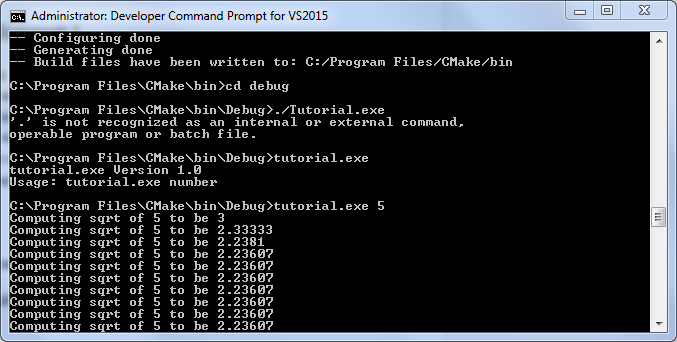 Administrator: Developer Command Prompt for VS2015
-- Configuring done
-- Generating done
-- Build files have been written to: C:/Program Files/CMake/bin
C:\Program Files\CMake\bin>cd debug
C:\Program Files\CMake\bin\Debug>./Tutorial.exe
'.' is not recognized as an internal or external command,
operable program or batch file.
C:\Program Files\CMake\bin\Debug>tutorial.exe
tutorial.exe Version 1.0
Usage: tutorial.exe number
C:\Program Files\CMake\bin\Debug>tutorial.exe 5
Computing sqrt of 5 to be 3
Computing sqrt of 5 to be 2.33333
Computing sqrt of 5 to be 2.2381
Computing sqrt of 5 to be 2.23607
Computing sqrt of 5 to be 2.23607
Computing sqrt of 5 to be 2.23607
Computing sqrt of 5 to be 2.23607
Computing sqrt of 5 to be 2.23607
Computing sqrt of 5 to be 2.23607
Computing sqrt of 5 to be 2.23607